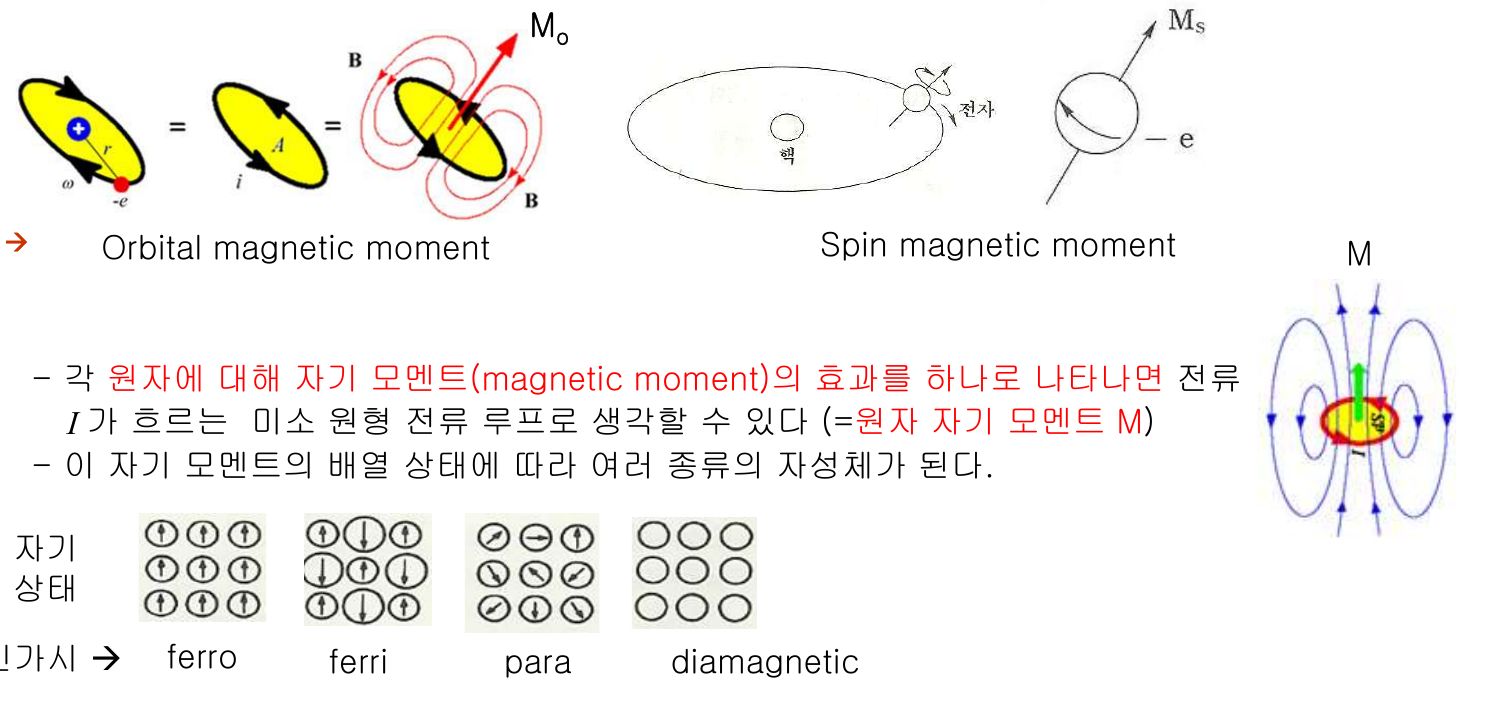 M₀
B
+
r
ω
-e
=
A
i
=
B
핵
전자
Mₛ
– e
→ Orbital magnetic moment
Spin magnetic moment
M
- 각 원자에 대해 자기 모멘트(magnetic moment)의 효과를 하나로 나타나면 전류
I 가 흐르는 미소 원형 전류 루프로 생각할 수 있다 (=원자 자기 모멘트 M)
- 이 자기 모멘트의 배열 상태에 따라 여러 종류의 자성체가 된다.
I
자기
상태
가시 → ferro ferri para diamagnetic